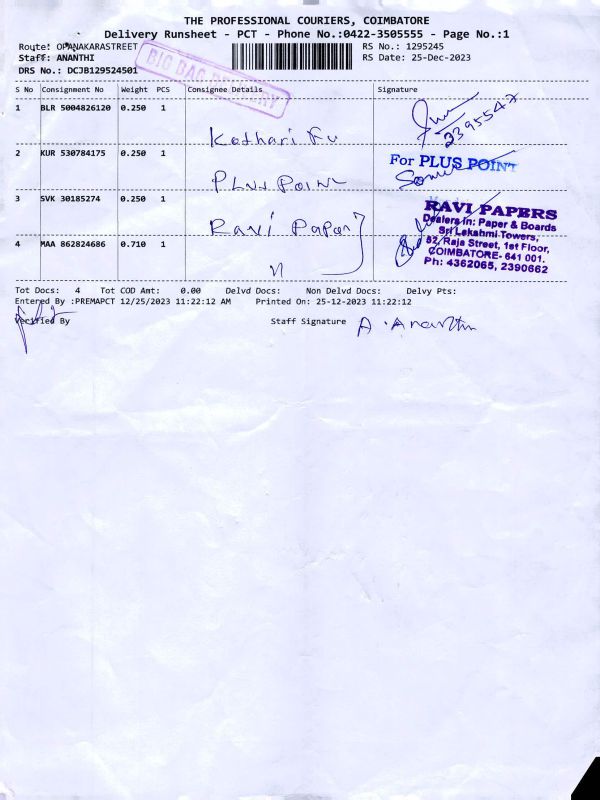 THE PROFESSIONAL COURIERS, COIMBATORE
Delivery Runsheet - PCT - Phone No.:0422-3505555 - Page No.:1
Route: OPANAKARASTREET
RS No.: 1295245
Staff: ANANTHI
RS Date: 25-Dec-2023
DRS No.: DCJB129524501
BIG BAG DELIVERY
S No Consignment No Weight PCS Consignee Details Signature
1 BLR 5004826120 0.250 1 Kothari Fu
2395547
2 KUR 530784175 0.250 1 Plus Point
For PLUS POINT
3 SVK 30185274 0.250 1 Ravi Papar
4 MAA 862824686 0.710 1 "
RAVI PAPERS
Dealers in: Paper & Boards
Sri Lakshmi Towers,
52, Raja Street, 1st Floor,
COIMBATORE- 641 001.
Ph: 4362065, 2390662
Tot Docs: 4 Tot COD Amt: 0.00 Delvd Docs: Non Delvd Docs: Delvy Pts:
Entered By :PREMAPCT 12/25/2023 11:22:12 AM Printed On: 25-12-2023 11:22:12
Verified By Staff Signature A. Ananthi